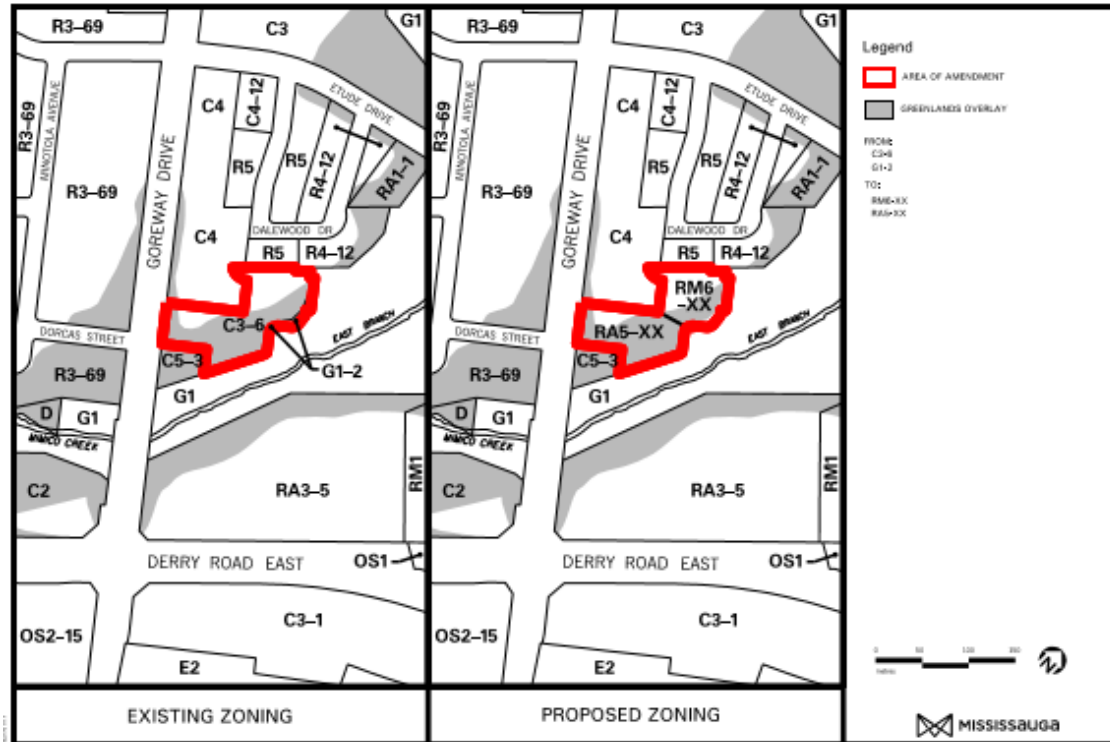 R3–69
C3
G1
MINOTOLA AVENUE
R3–69
C4
C4–12
ETUDE DRIVE
R3–69
GOREWAY DRIVE
R5
R5
R4–12
RA1–1
DALEWOOD DR
C4
R5
R4–12
C3–6
DORCAS STREET
C5–3
EAST BRANCH
G1–2
R3–69
G1
D
G1
MIMICO CREEK
C2
RA3–5
RM1
DERRY ROAD EAST
OS1
C3–1
OS2–15
E2
EXISTING ZONING
R3–69
C3
G1
MINOTOLA AVENUE
R3–69
C4
C4–12
ETUDE DRIVE
R3–69
GOREWAY DRIVE
R5
R5
R4–12
RA1–1
DALEWOOD DR
C4
R5
R4–12
RM6
–XX
RA5–XX
DORCAS STREET
C5–3
EAST BRANCH
R3–69
G1
D
G1
MIMICO CREEK
C2
RA3–5
RM1
DERRY ROAD EAST
OS1
C3–1
OS2–15
E2
PROPOSED ZONING
Legend
AREA OF AMENDMENT
GREENLANDS OVERLAY
FROM:
C3-6
G1-2
TO:
RM6-XX
RA5-XX
0 50 100 150
metres
N
MISSISSAUGA